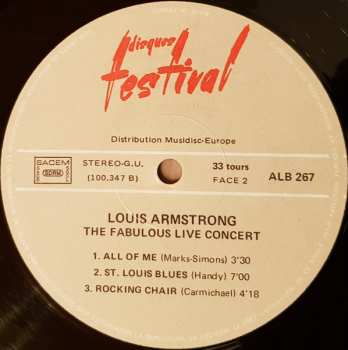 disques
festival
Distribution Musidisc-Europe
SACEM
SDRM
STEREO-G.U.
(100.347 B)
33 tours
FACE 2
ALB 267
LOUIS ARMSTRONG
THE FABULOUS LIVE CONCERT
1. ALL OF ME (Marks-Simons) 3'30
2. ST. LOUIS BLUES (Handy) 7'00
3. ROCKING CHAIR (Carmichael) 4'18